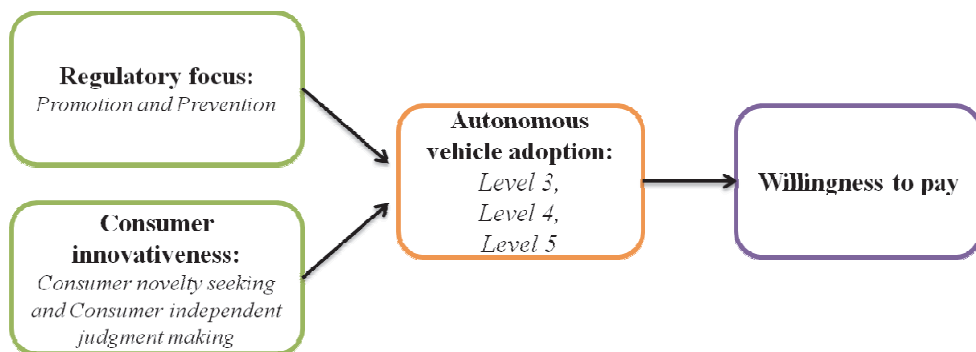 Regulatory focus:
Promotion and Prevention
Consumer
innovativeness:
Consumer novelty seeking
and Consumer independent
judgment making
Autonomous
vehicle adoption:
Level 3,
Level 4,
Level 5
Willingness to pay